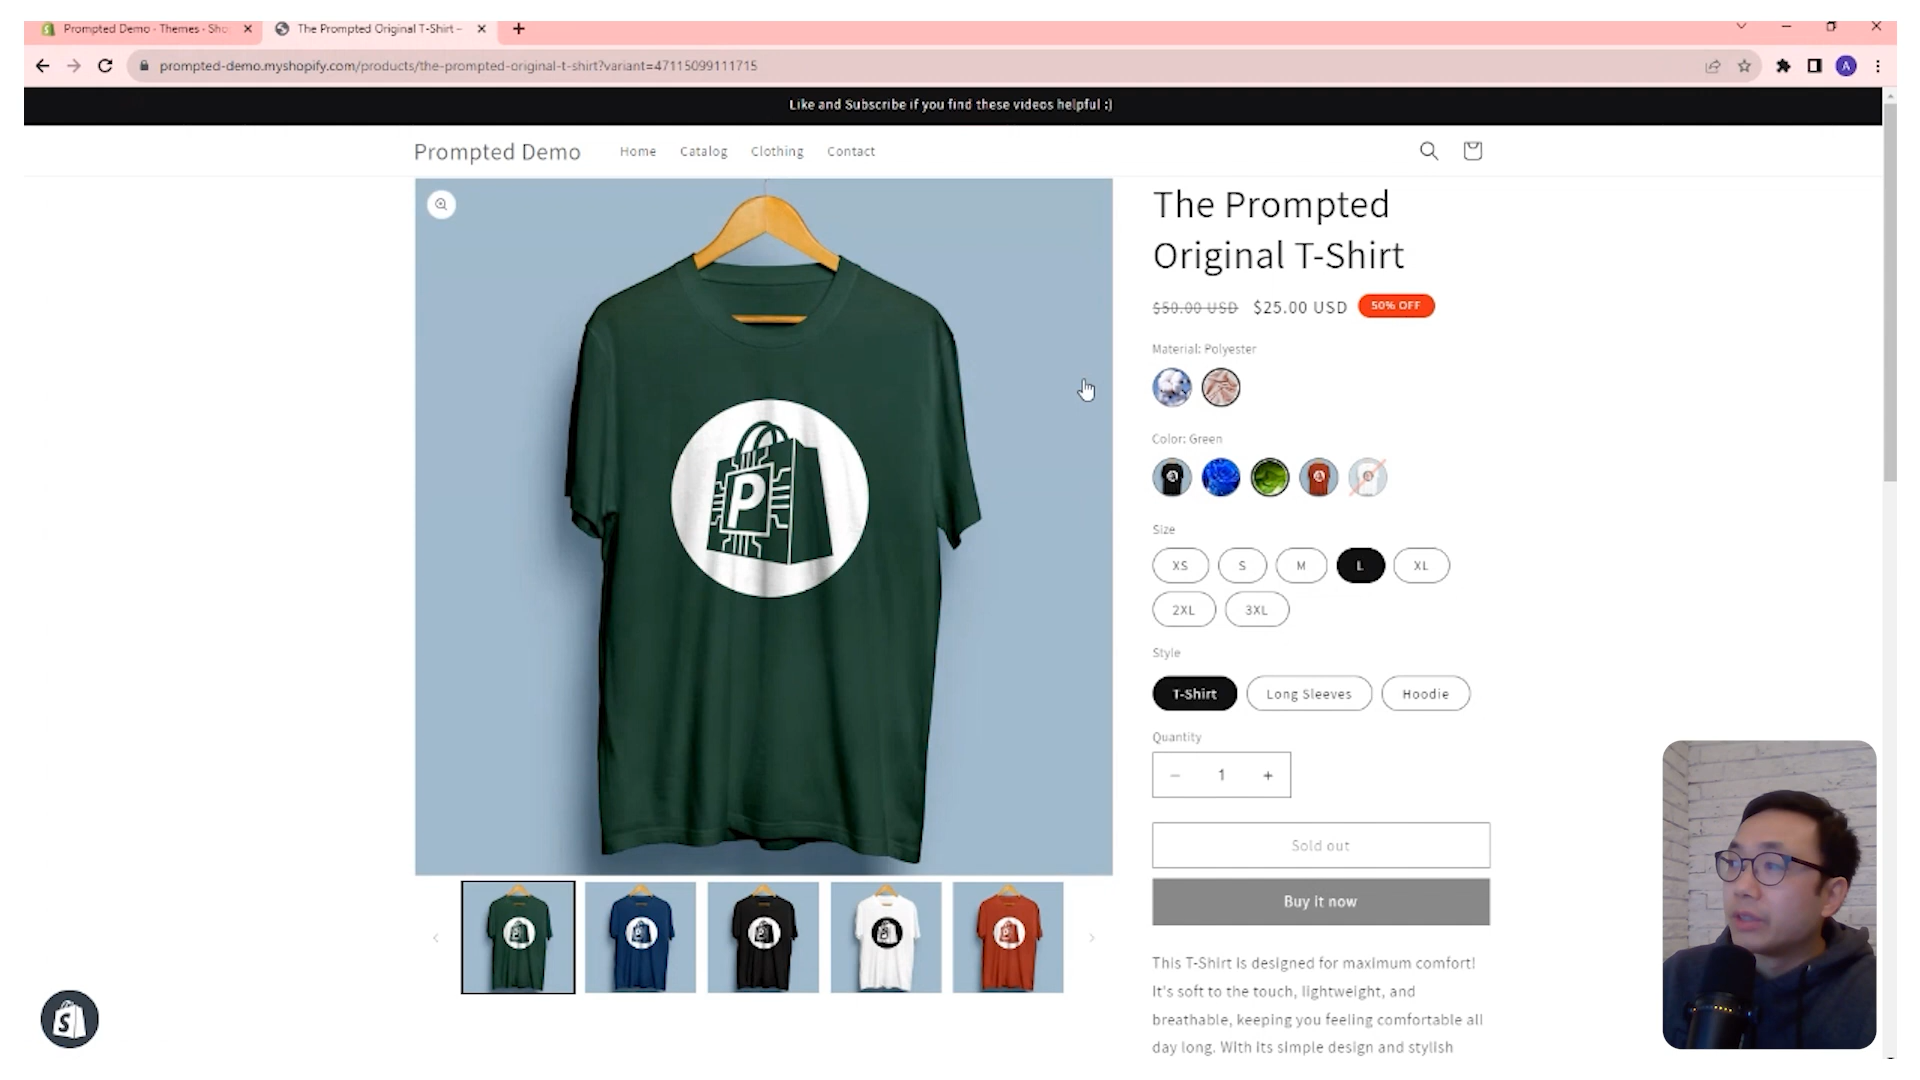 Prompted Demo · Themes · Sho
The Prompted Original T-Shirt –
prompted-demo.myshopify.com/products/the-prompted-original-t-shirt?variant=47115099111715
A
Like and Subscribe if you find these videos helpful :)
Prompted Demo
Home
Catalog
Clothing
Contact
The Prompted
Original T-Shirt
$50.00 USD $25.00 USD 50% OFF
Material: Polyester
Color: Green
Size
XS S M L XL
2XL 3XL
Style
T-Shirt Long Sleeves Hoodie
Quantity
− 1 +
Sold out
Buy it now
This T-Shirt is designed for maximum comfort!
It's soft to the touch, lightweight, and
breathable, keeping you feeling comfortable all
day long. With its simple design and stylish
P